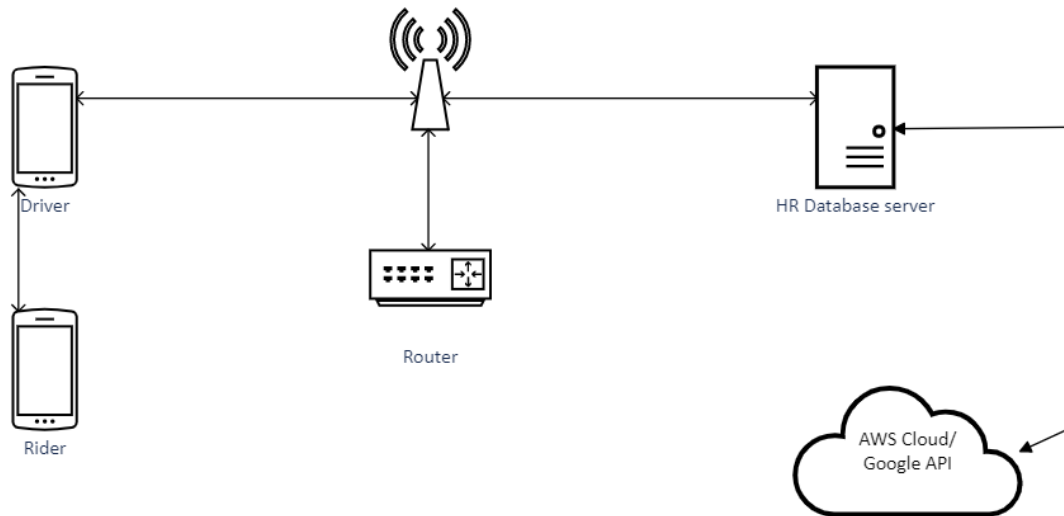 Driver
HR Database server
Router
Rider
AWS Cloud/
Google API